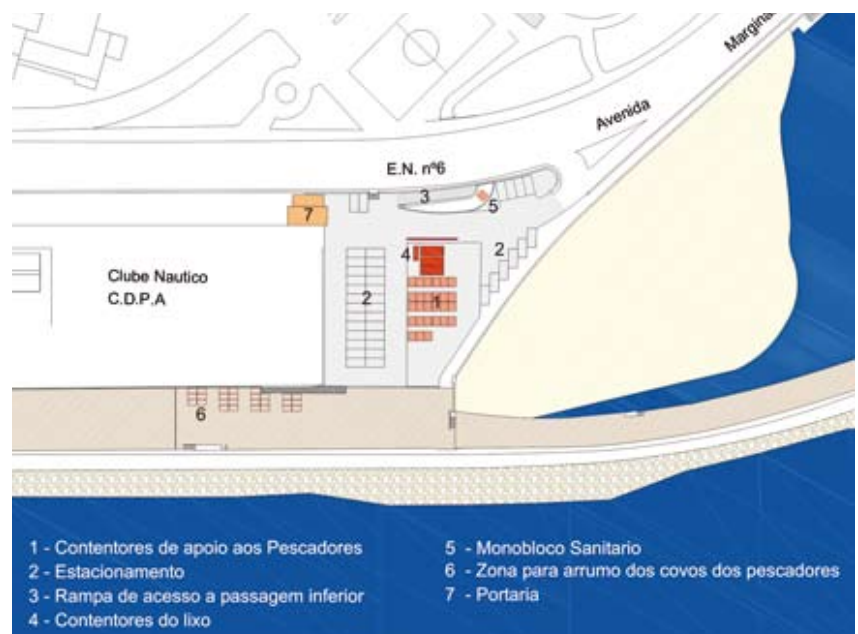 Marginal
Avenida
E.N. nº6
3
5
7
4
2
Clube Nautico
C.D.P.A
2
1
6
1 - Contentores de apoio aos Pescadores
2 - Estacionamento
3 - Rampa de acesso a passagem inferior
4 - Contentores do lixo
5 - Monobloco Sanitario
6 - Zona para arrumo dos covos dos pescadores
7 - Portaria